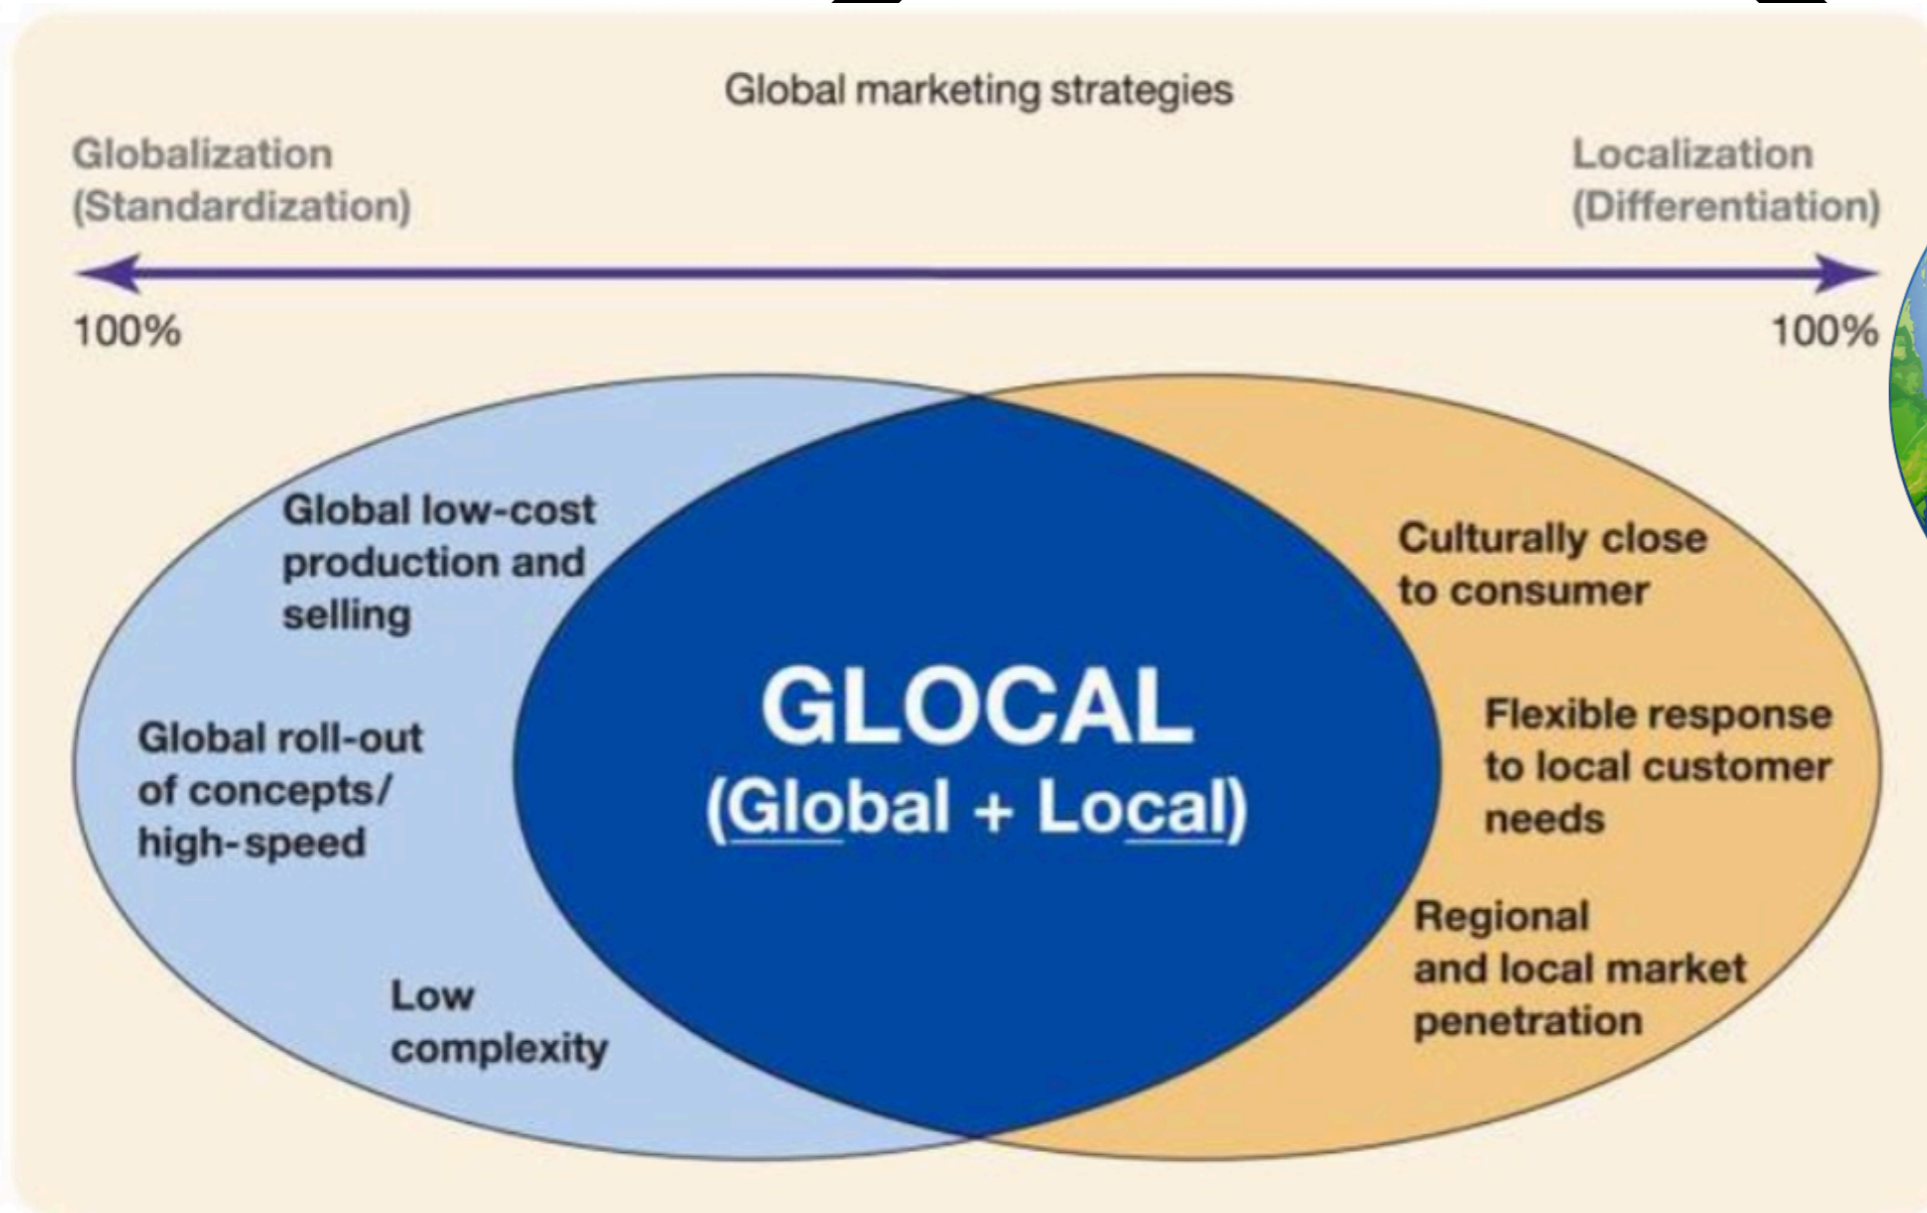 Global marketing strategies
Globalization
(Standardization)
Localization
(Differentiation)
100%
100%
Global low-cost
production and
selling
Global roll-out
of concepts/
high-speed
Low
complexity
GLOCAL
(Global + Local)
Culturally close
to consumer
Flexible response
to local customer
needs
Regional
and local market
penetration